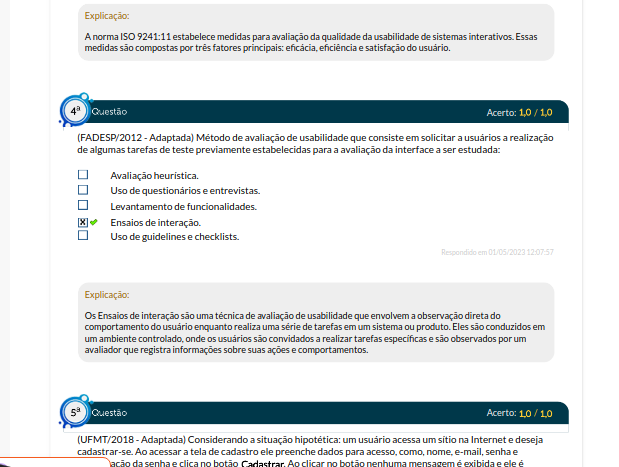 Explicação:
A norma ISO 9241:11 estabelece medidas para avaliação da qualidade da usabilidade de sistemas interativos. Essas
medidas são compostas por três fatores principais: eficácia, eficiência e satisfação do usuário.
4ª Questão Acerto: 1,0 / 1,0
(FADESP/2012 - Adaptada) Método de avaliação de usabilidade que consiste em solicitar a usuários a realização
de algumas tarefas de teste previamente estabelecidas para a avaliação da interface a ser estudada:
Avaliação heurística.
Uso de questionários e entrevistas.
Levantamento de funcionalidades.
X Ensaios de interação.
Uso de guidelines e checklists.
Respondido em 01/05/2023 12:07:57
Explicação:
Os Ensaios de interação são uma técnica de avaliação de usabilidade que envolvem a observação direta do
comportamento do usuário enquanto realiza uma série de tarefas em um sistema ou produto. Eles são conduzidos em
um ambiente controlado, onde os usuários são convidados a realizar tarefas específicas e são observados por um
avaliador que registra informações sobre suas ações e comportamentos.
5ª Questão Acerto: 1,0 / 1,0
(UFMT/2018 - Adaptada) Considerando a situação hipotética: um usuário acessa um sítio na Internet e deseja
cadastrar-se. Ao acessar a tela de cadastro ele preenche dados para acesso, como, nome, e-mail, senha e
da senha e clica no botão Cadastrar. Ao clicar no botão nenhuma mensagem é exibida e ele é